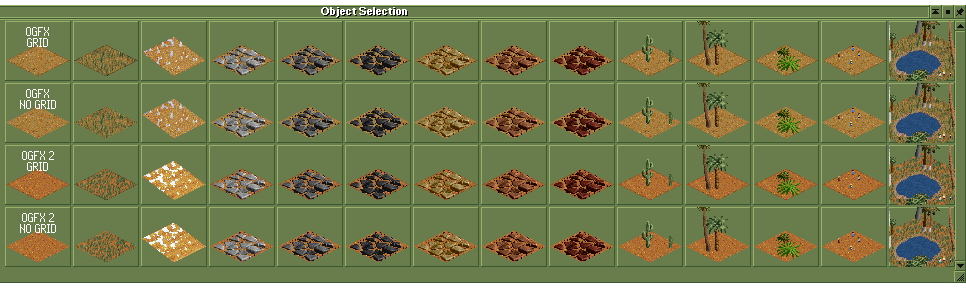 Object Selection
OGFX
GRID
OGFX
NO GRID
OGFX 2
GRID
OGFX 2
NO GRID